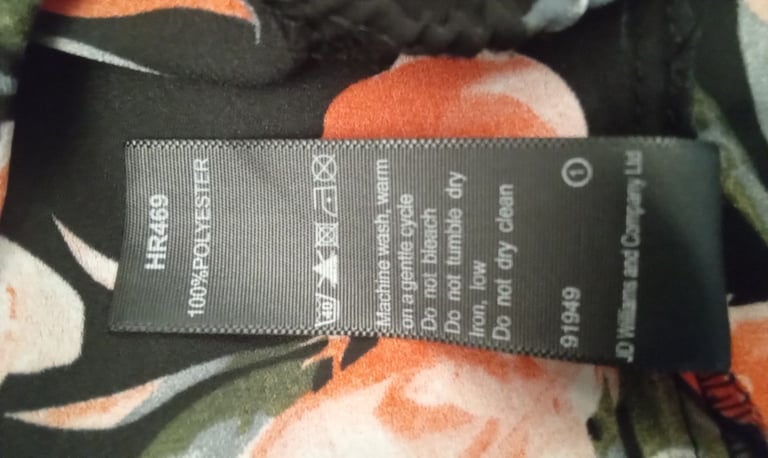 HR469
100%POLYESTER
40
Machine wash, warm
on a gentle cycle
Do not bleach
Do not tumble dry
Iron, low
Do not dry clean
91949 1
JD Williams and Company Ltd